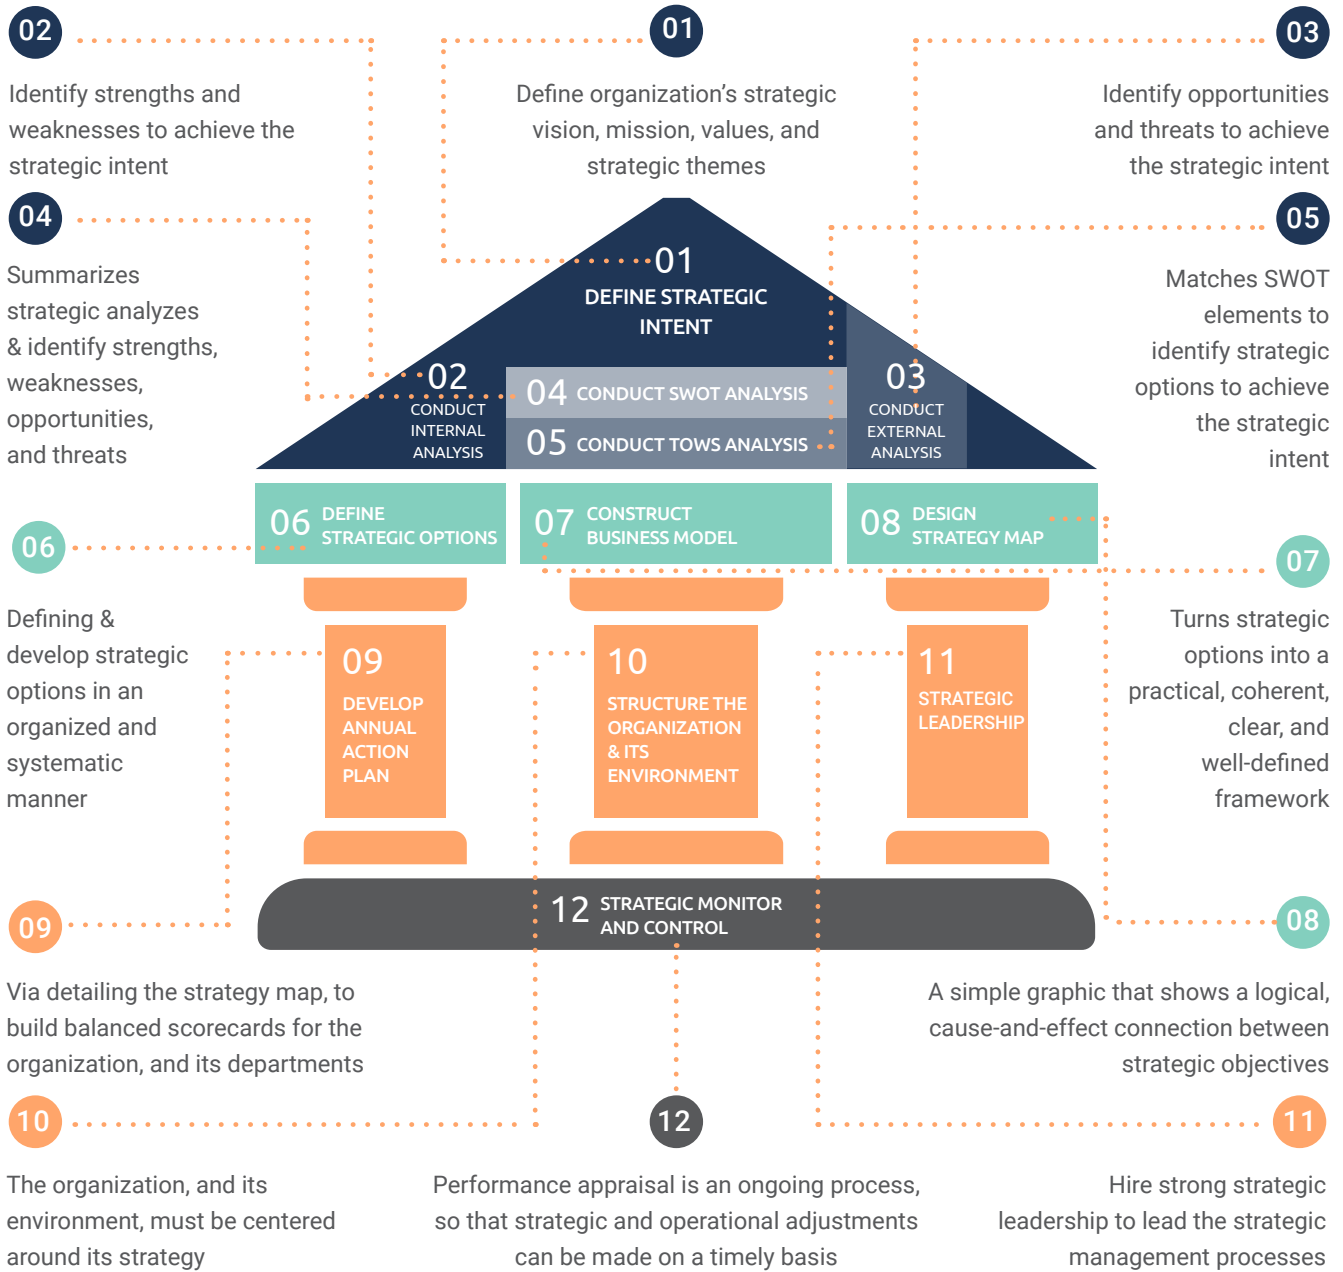 02
Identify strengths and
weaknesses to achieve the
strategic intent
01
Define organization’s strategic
vision, mission, values, and
strategic themes
03
Identify opportunities
and threats to achieve
the strategic intent
04
Summarizes
strategic analyzes
& identify strengths,
weaknesses,
opportunities,
and threats
05
Matches SWOT
elements to
identify strategic
options to achieve
the strategic
intent
01
DEFINE STRATEGIC
INTENT
02
CONDUCT
INTERNAL
ANALYSIS
04 CONDUCT SWOT ANALYSIS
05 CONDUCT TOWS ANALYSIS
03
CONDUCT
EXTERNAL
ANALYSIS
06 DEFINE
STRATEGIC OPTIONS
07 CONSTRUCT
BUSINESS MODEL
08 DESIGN
STRATEGY MAP
06
Defining &
develop strategic
options in an
organized and
systematic
manner
07
Turns strategic
options into a
practical, coherent,
clear, and
well-defined
framework
09
DEVELOP
ANNUAL
ACTION
PLAN
10
STRUCTURE THE
ORGANIZATION
& ITS
ENVIRONMENT
11
STRATEGIC
LEADERSHIP
12 STRATEGIC MONITOR
AND CONTROL
09
Via detailing the strategy map, to
build balanced scorecards for the
organization, and its departments
08
A simple graphic that shows a logical,
cause-and-effect connection between
strategic objectives
10
The organization, and its
environment, must be centered
around its strategy
12
Performance appraisal is an ongoing process,
so that strategic and operational adjustments
can be made on a timely basis
11
Hire strong strategic
leadership to lead the strategic
management processes